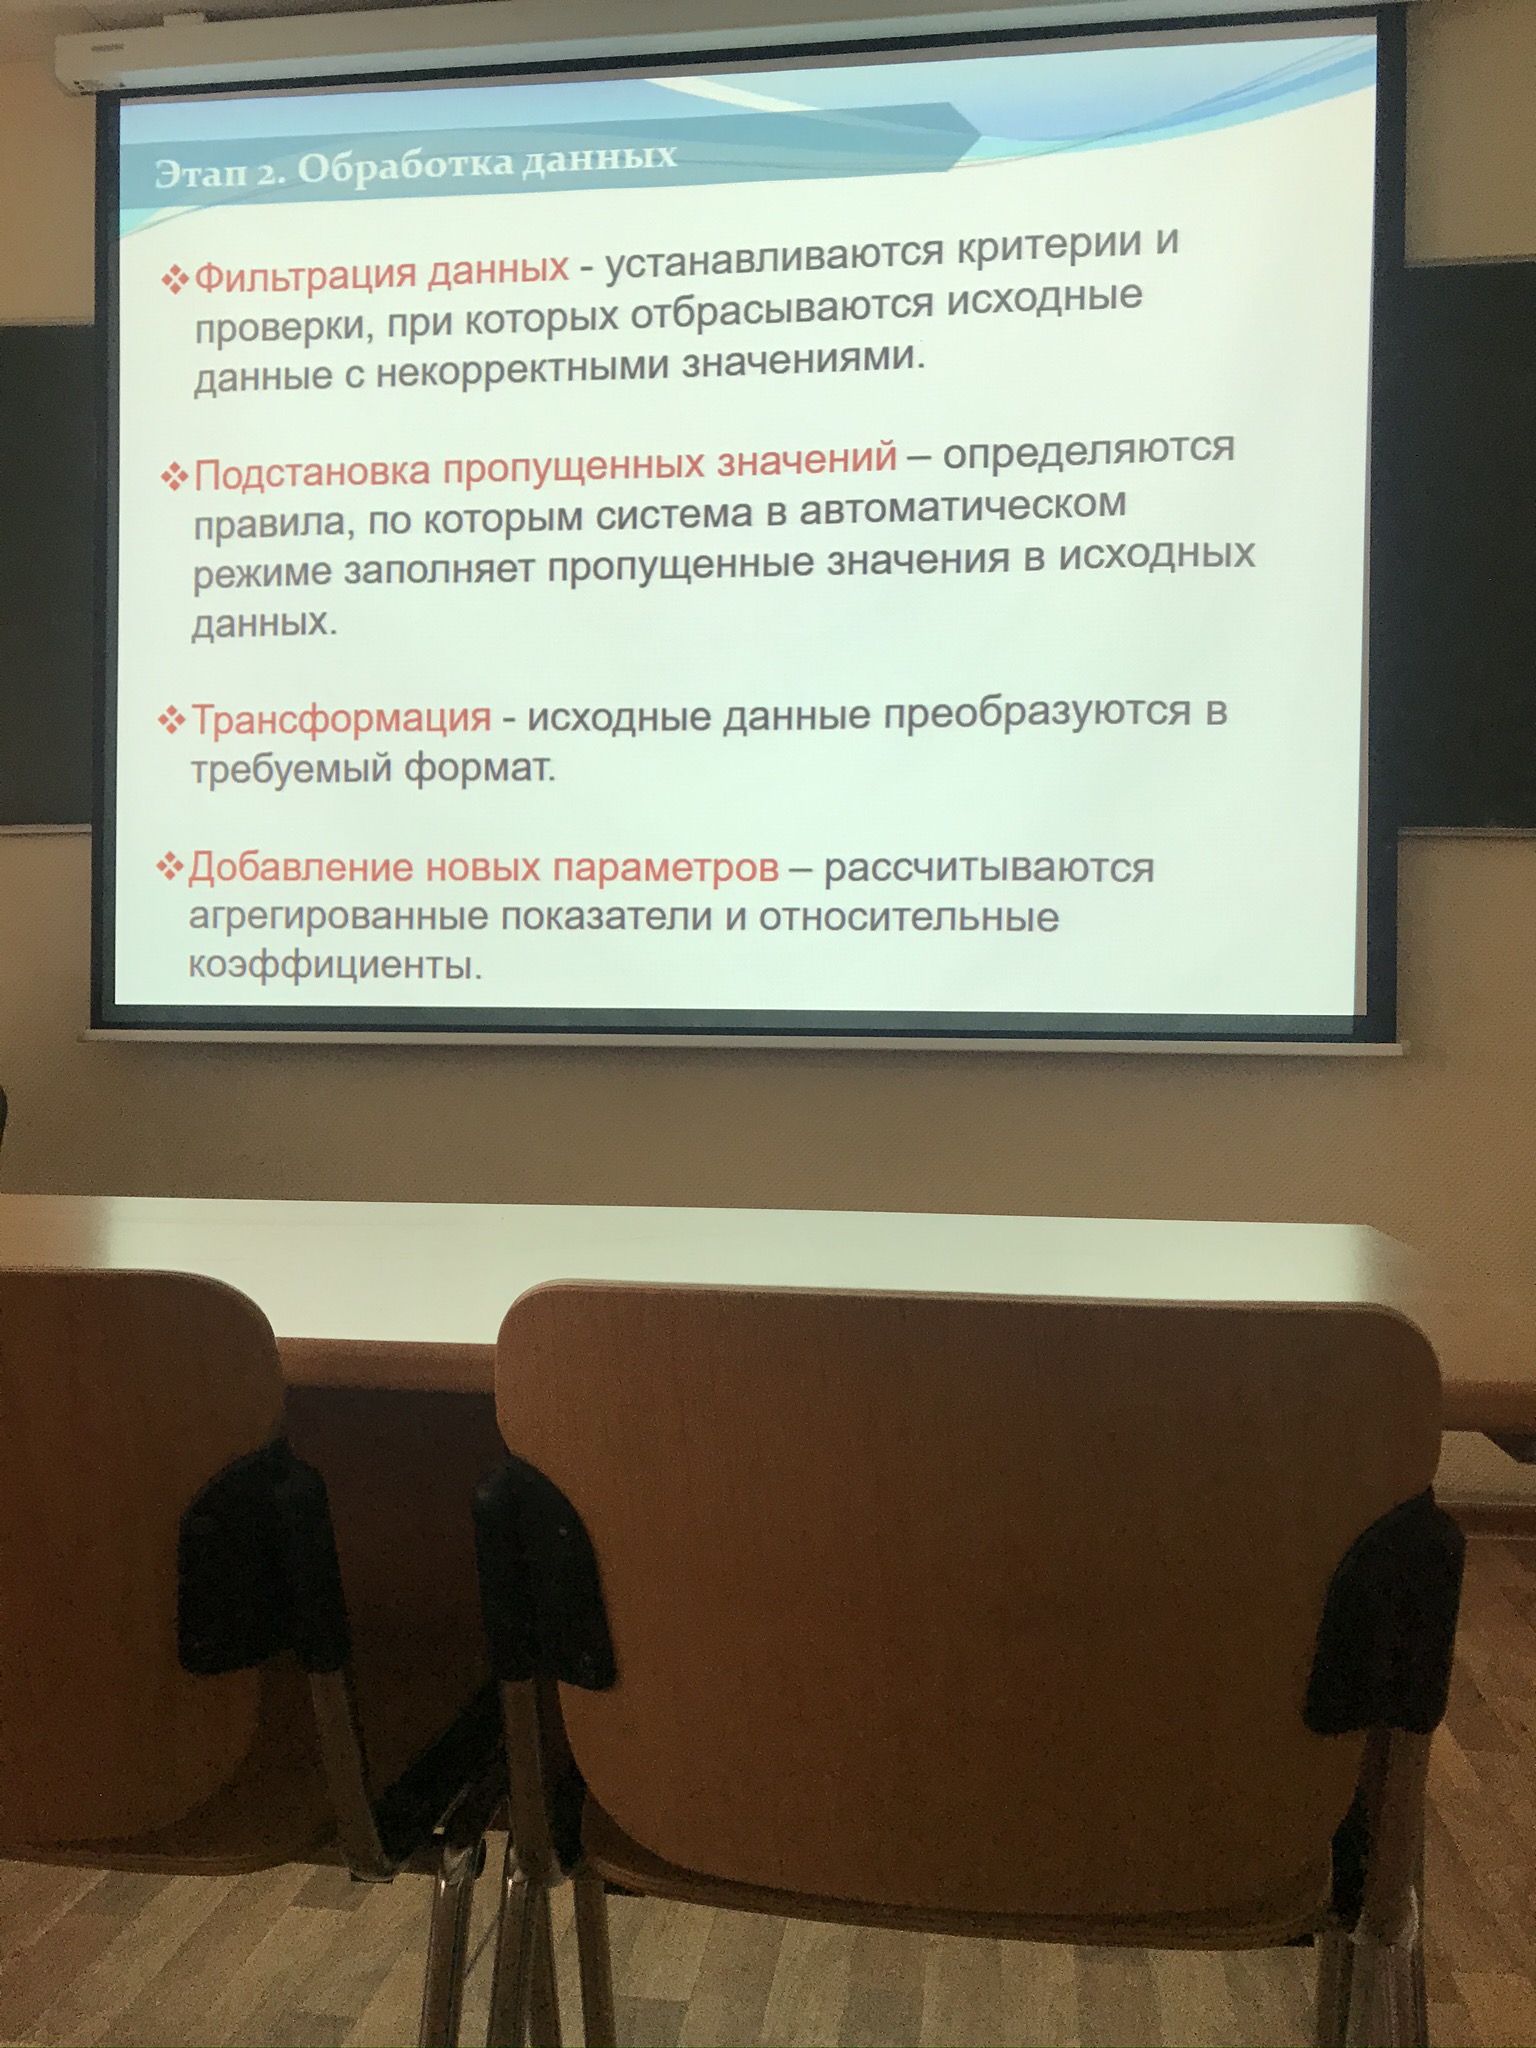 Этап 2. Обработка данных
❖Фильтрация данных - устанавливаются критерии и
проверки, при которых отбрасываются исходные
данные с некорректными значениями.
❖Подстановка пропущенных значений – определяются
правила, по которым система в автоматическом
режиме заполняет пропущенные значения в исходных
данных.
❖Трансформация - исходные данные преобразуются в
требуемый формат.
❖Добавление новых параметров – рассчитываются
агрегированные показатели и относительные
коэффициенты.